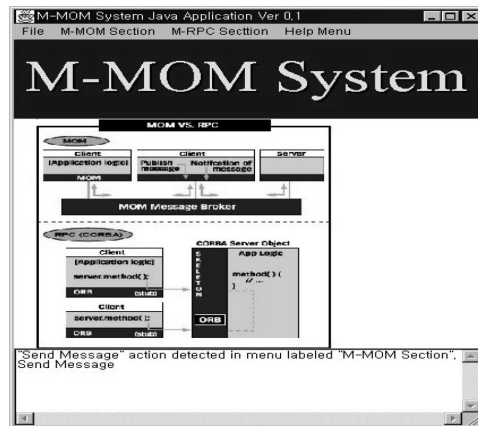 M-MOM System Java Application Ver 0.1
File M-MOM Section M-RPC Secttion Help Menu
M-MOM System
MOM VS. RPC
MOM
Client Client Server
[Application logic] Publish message Notification of message
MOM
MOM Message Broker
RPC (CORBA)
CORBA Server Object
Client
[Application logic]
server.method( );
ORB (stub)
Client
server.method( );
ORB (stub)
SKELETON
App Logic
method( ) {
// ...
}
ORB
"Send Message" action detected in menu labeled "M-MOM Section",
Send Message